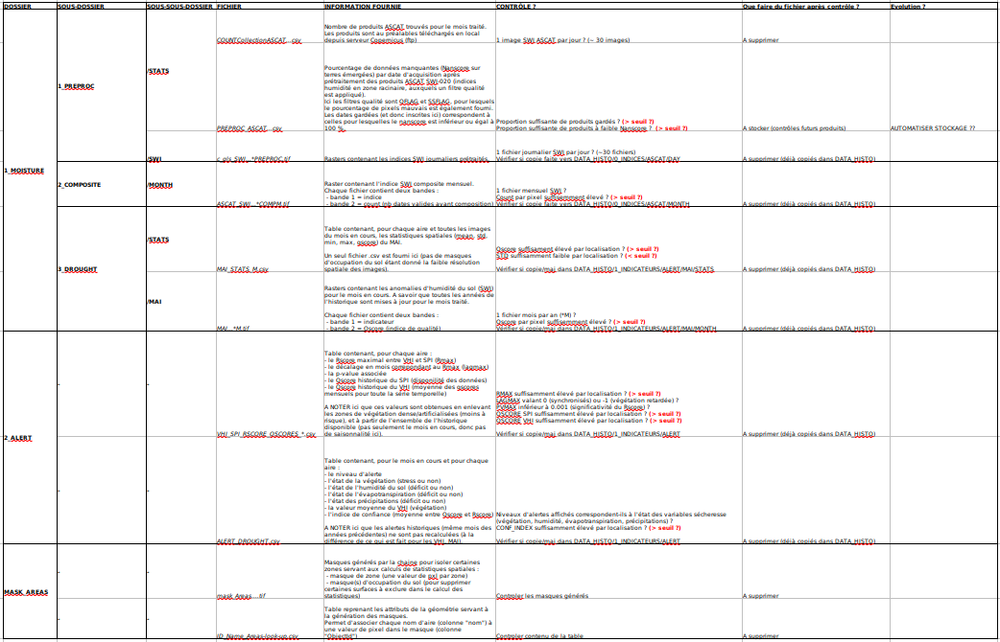 DOSSIER SOUS-DOSSIER SOUS-SOUS-DOSSIER FICHIER INFORMATION FOURNIE CONTRÔLE ? Que faire du fichier après contrôle ? Evolution ?
1_MOISTURE
1_PREPROC
/STATS
COUNTCollectionASCAT...csv
Nombre de produits ASCAT trouvés pour le mois traité.
Les produits sont au préalables téléchargés en local
depuis serveur Copernicus (ftp)
1 image SWI ASCAT par jour ? (~ 30 images)
A supprimer
PREPROC_ASCAT...csv
Pourcentage de données manquantes (Nanscore sur
terres émergées) par date d'acquisition après
prétraitement des produits ASCAT SWI-020 (indices
humidité en zone racinaire, auxquels un filtre qualité
est appliqué).
Ici les filtres qualité sont QFLAG et SSFLAG, pour lesquels
le pourcentage de pixels mauvais est également fourni.
Les dates gardées (et donc inscrites ici) correspondent à
celles pour lesquelles le nanscore est inférieur ou égal à
100 %.
Proportion suffisante de produits gardés ? (> seuil ?)
Proportion suffisante de produits à faible Nanscore ? (> seuil ?)
A stocker (contrôles futurs produits)
AUTOMATISER STOCKAGE ??
/SWI
c_gls_SWI...*PREPROC.tif
Rasters contenant les indices SWI journaliers prétraités.
1 fichier journalier SWI par jour ? (~30 fichiers)
Vérifier si copie faite vers DATA_HISTO/0_INDICES/ASCAT/DAY
A supprimer (déjà copiés dans DATA_HISTO)
2_COMPOSITE
/MONTH
ASCAT_SWI...*COMPM.tif
Raster contenant l'indice SWI composite mensuel.
Chaque fichier contient deux bandes :
- bande 1 = indice
- bande 2 = count (nb dates valides avant composition)
1 fichier mensuel SWI ?
Count par pixel suffisemment élevé ? (> seuil ?)
Vérifier si copie faite vers DATA_HISTO/0_INDICES/ASCAT/MONTH
A supprimer (déjà copiés dans DATA_HISTO)
3_DROUGHT
/STATS
MAI_STATS_M.csv
Table contenant, pour chaque aire et toutes les images
du mois en cours, les statistiques spatiales (mean, std,
min, max, qscore) du MAI.
Un seul fichier .csv est fourni ici (pas de masques
d'occupation du sol étant donné la faible résolution
spatiale des images).
Qscore suffisament élevé par localisation ? (> seuil ?)
STD suffisamment faible par localisation ? (< seuil ?)
Vérifier si copie/maj dans DATA_HISTO/1_INDICATEURS/ALERT/MAI/STATS
A supprimer (déjà copiés dans DATA_HISTO)
/MAI
MAI...*M.tif
Rasters contenant les anomalies d'humidité du sol (SWI)
pour le mois en cours. A savoir que toutes les années de
l'historique sont mises à jour pour le mois traité.
Chaque fichier contient deux bandes :
- bande 1 = indicateur
- bande 2 = Qscore (indice de qualité)
1 fichier mois par an (*M) ?
Qscore par pixel suffisemment élevé ? (> seuil ?)
Vérifier si copie/maj dans DATA_HISTO/1_INDICATEURS/ALERT/MAI/MONTH
A supprimer (déjà copiés dans DATA_HISTO)
2_ALERT
-
-
VHI_SPI_RSCORE_QSCORES_*.csv
Table contenant, pour chaque aire :
- le Rscore maximal entre VHI et SPI (Rmax)
- le décalage en mois correpondant au Rmax (lagmax)
- la p-value associée
- le Qscore historique du SPI (disponilité des données)
- le Qscore historique du VHI (moyenne des qscores
mensuels pour toute la série temporelle)
A NOTER ici que ces valeurs sont obtenues en enlevant
les zones de végétation dense/artificialisées (moins à
risque), et à partir de l'ensemble de l'historique
disponible (pas seulement le mois en cours, donc pas
de saisonnalité ici).
RMAX suffisamment élevé par localisation ? (> seuil ?)
LAGMAX valant 0 (synchronisés) ou -1 (végétation retardée) ?
PVMAX inférieur à 0.001 (significativité du Rscore) ?
QSCORE SPI suffisamment élevé par localisation ? (> seuil ?)
QSCORE VHI suffisamment élevé par localisation ? (> seuil ?)
Vérifier si copie/maj dans DATA_HISTO/1_INDICATEURS/ALERT
A supprimer (déjà copiés dans DATA_HISTO)
-
-
ALERT_DROUGHT.csv
Table contenant, pour le mois en cours et pour chaque
aire :
- le niveau d'alerte
- l'état de la végétation (stress ou non)
- l'état de l'humidité du sol (déficit ou non)
- l'état de l'évapotranspiration (déficit ou non)
- l'état des précipitations (déficit ou non)
- la valeur moyenne du VHI (végétation)
- l'indice de confiance (moyenne entre Qscore et Rscore)
A NOTER ici que les alertes historiques (même mois des
années précédentes) ne sont pas recalculées (à la
différence de ce qui est fait pour les VHI, MAI).
Niveaux d'alertes affichés correspondent-ils à l'état des variables sécheresse
(végétation, humidité, évapotranspiration, précipitations) ?
CONF_INDEX suffisamment élevé par localisation ? (> seuil ?)
Vérifier si copie/maj dans DATA_HISTO/1_INDICATEURS/ALERT
A supprimer (déjà copiés dans DATA_HISTO)
MASK_AREAS
-
-
mask_Areas....tif
Masques générés par la chaine pour isoler certaines
zones servant aux calculs de statistiques spatiales :
- masque de zone (une valeur de pxl par zone)
- masque(s) d'occupation du sol (pour supprimer
certaines surfaces à exclure dans le calcul des
statistiques)
Controler les masques générés
A supprimer
-
-
ID_Name_Areas-look-up.csv
Table reprenant les attributs de la géométrie servant à
la génération des masques.
Permet d'associer chaque nom d'aire (colonne "nom") à
une valeur de pixel dans le masque (colonne
"ObjectId")
Controler contenu de la table
A supprimer